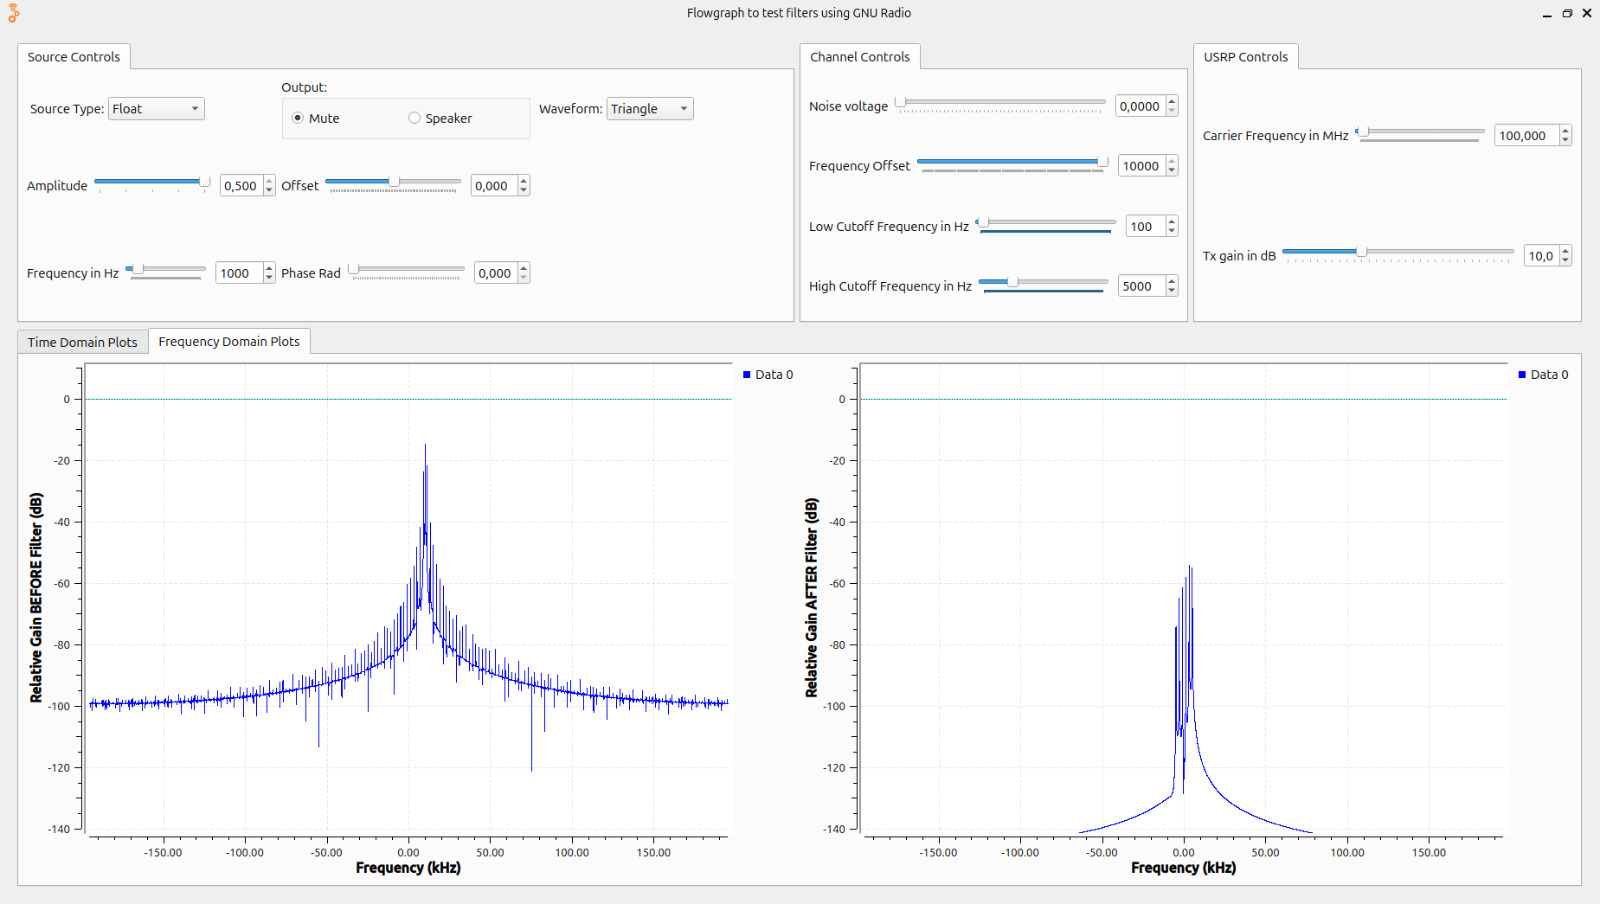 Flowgraph to test filters using GNU Radio
Source Controls
Source Type: Float
Output:
Mute
Speaker
Waveform: Triangle
Amplitude 0,500
Offset 0,000
Frequency in Hz 1000
Phase Rad 0,000
Channel Controls
Noise voltage 0,0000
Frequency Offset 10000
Low Cutoff Frequency in Hz 100
High Cutoff Frequency in Hz 5000
USRP Controls
Carrier Frequency in MHz 100,000
Tx gain in dB 10,0
Time Domain Plots
Frequency Domain Plots
Relative Gain BEFORE Filter (dB)
0
-20
-40
-60
-80
-100
-120
-140
-150.00 -100.00 -50.00 0.00 50.00 100.00 150.00
Frequency (kHz)
Data 0
Relative Gain AFTER Filter (dB)
0
-20
-40
-60
-80
-100
-120
-140
-150.00 -100.00 -50.00 0.00 50.00 100.00 150.00
Frequency (kHz)
Data 0